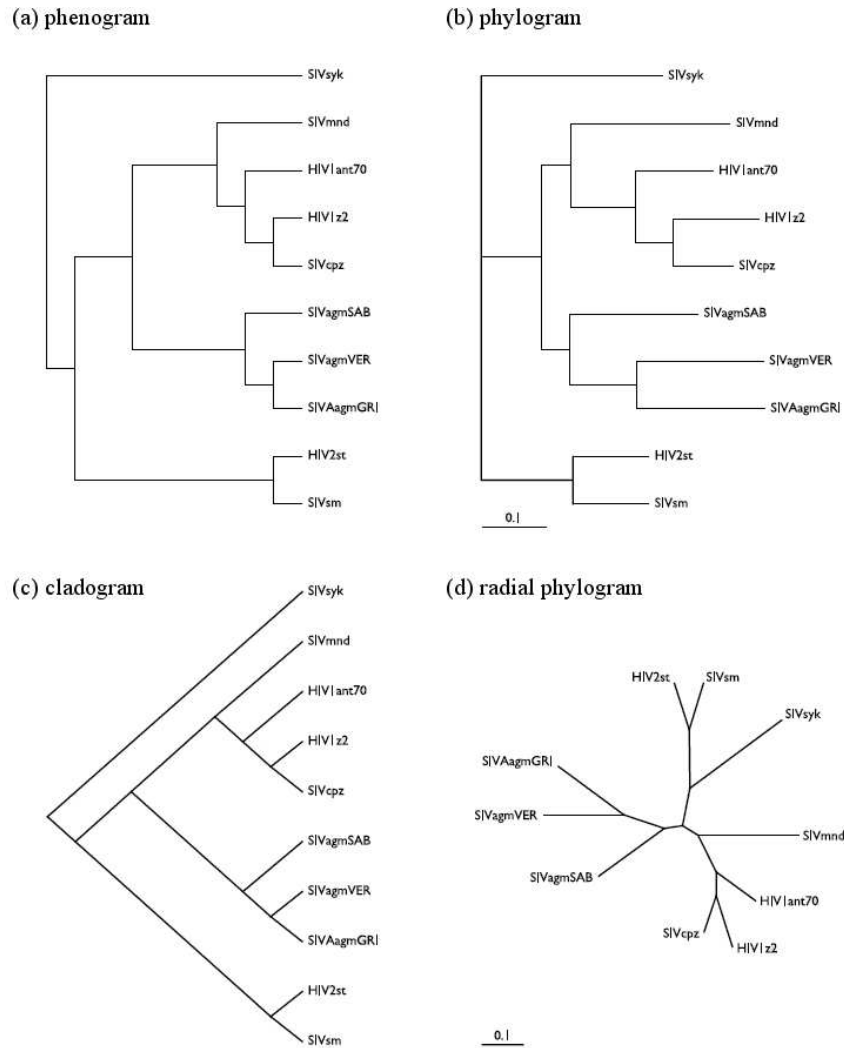 (a) phenogram
SIVsyk
SIVmnd
HIV1ant70
HIV1z2
SIVcpz
SIVagmSAB
SIVagmVER
SIVAagmGRI
HIV2st
SIVsm
(b) phylogram
SIVsyk
SIVmnd
HIV1ant70
HIV1z2
SIVcpz
SIVagmSAB
SIVagmVER
SIVAagmGRI
HIV2st
SIVsm
0.1
(c) cladogram
SIVsyk
SIVmnd
HIV1ant70
HIV1z2
SIVcpz
SIVagmSAB
SIVagmVER
SIVAagmGRI
HIV2st
SIVsm
(d) radial phylogram
HIV2st
SIVsm
SIVsyk
SIVAagmGRI
SIVagmVER
SIVmnd
SIVagmSAB
HIV1ant70
SIVcpz
HIV1z2
0.1